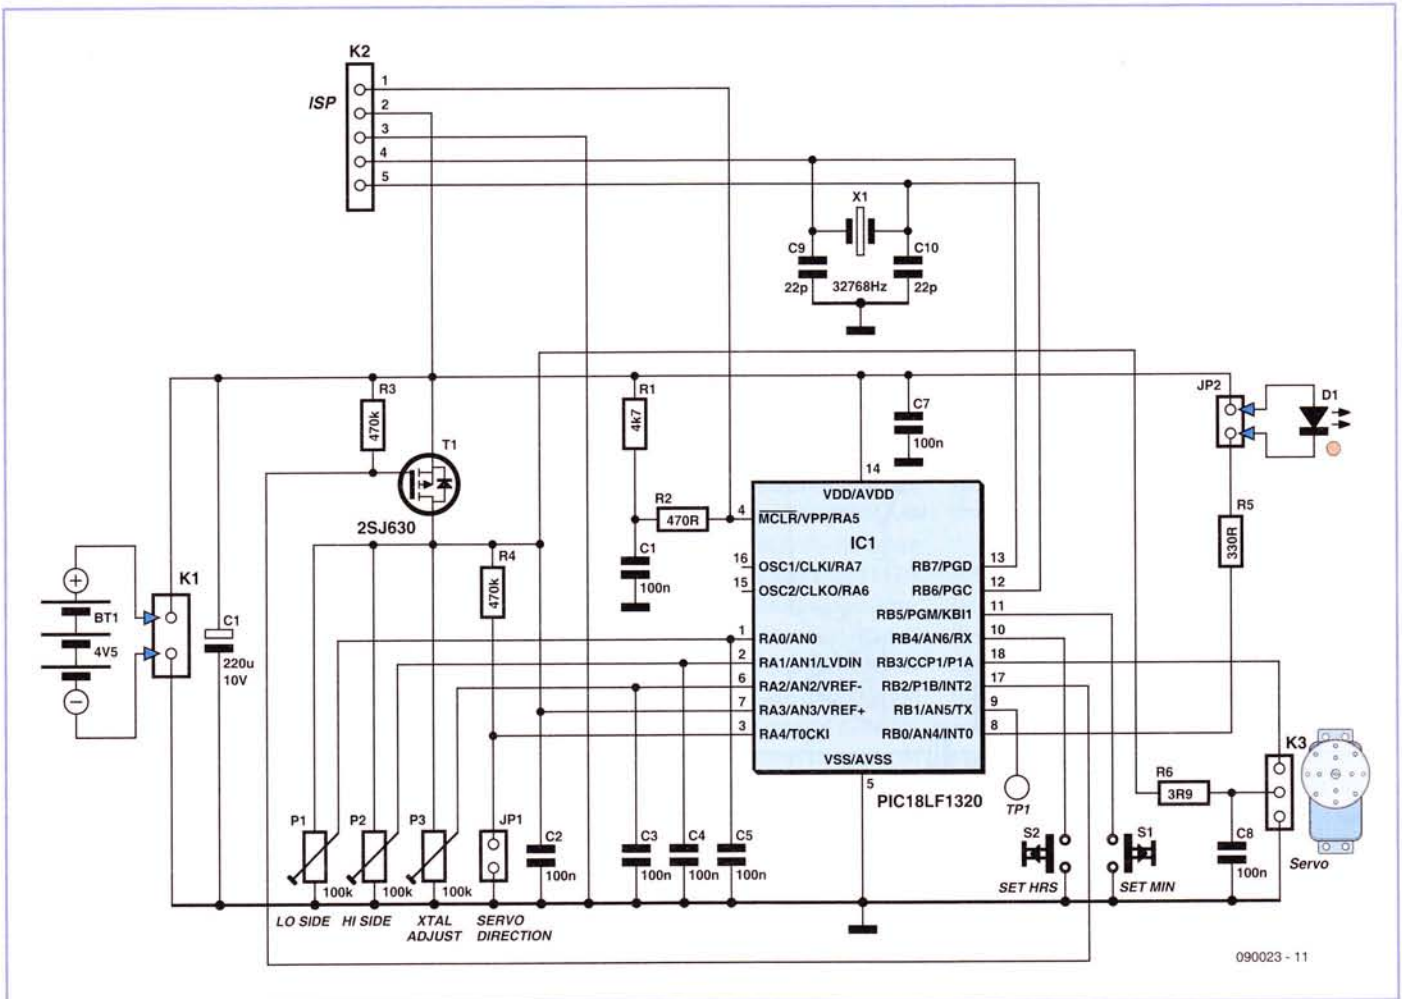 K2
ISP
1
2
3
4
5
X1
C9
C10
22p
32768Hz
22p
R3
470k
T1
2SJ630
R1
4k7
R2
470R
C1
100n
C7
100n
JP2
D1
R5
330R
14
VDD/AVDD
4
MCLR/VPP/RA5
IC1
16
OSC1/CLKI/RA7
15
OSC2/CLKO/RA6
1
RA0/AN0
2
RA1/AN1/LVDIN
6
RA2/AN2/VREF-
7
RA3/AN3/VREF+
3
RA4/T0CKI
RB7/PGD
13
RB6/PGC
12
RB5/PGM/KBI1
11
RB4/AN6/RX
10
RB3/CCP1/P1A
18
RB2/P1B/INT2
17
RB1/AN5/TX
9
RB0/AN4/INT0
8
VSS/AVSS
5
PIC18LF1320
TP1
R4
470k
K1
+
BT1
4V5
−
C1
220u
10V
P1
100k
LO SIDE
P2
100k
HI SIDE
P3
100k
XTAL
ADJUST
JP1
SERVO
DIRECTION
C2
100n
C3
100n
C4
100n
C5
100n
S2
SET HRS
S1
SET MIN
R6
3R9
C8
100n
K3
Servo
090023 - 11